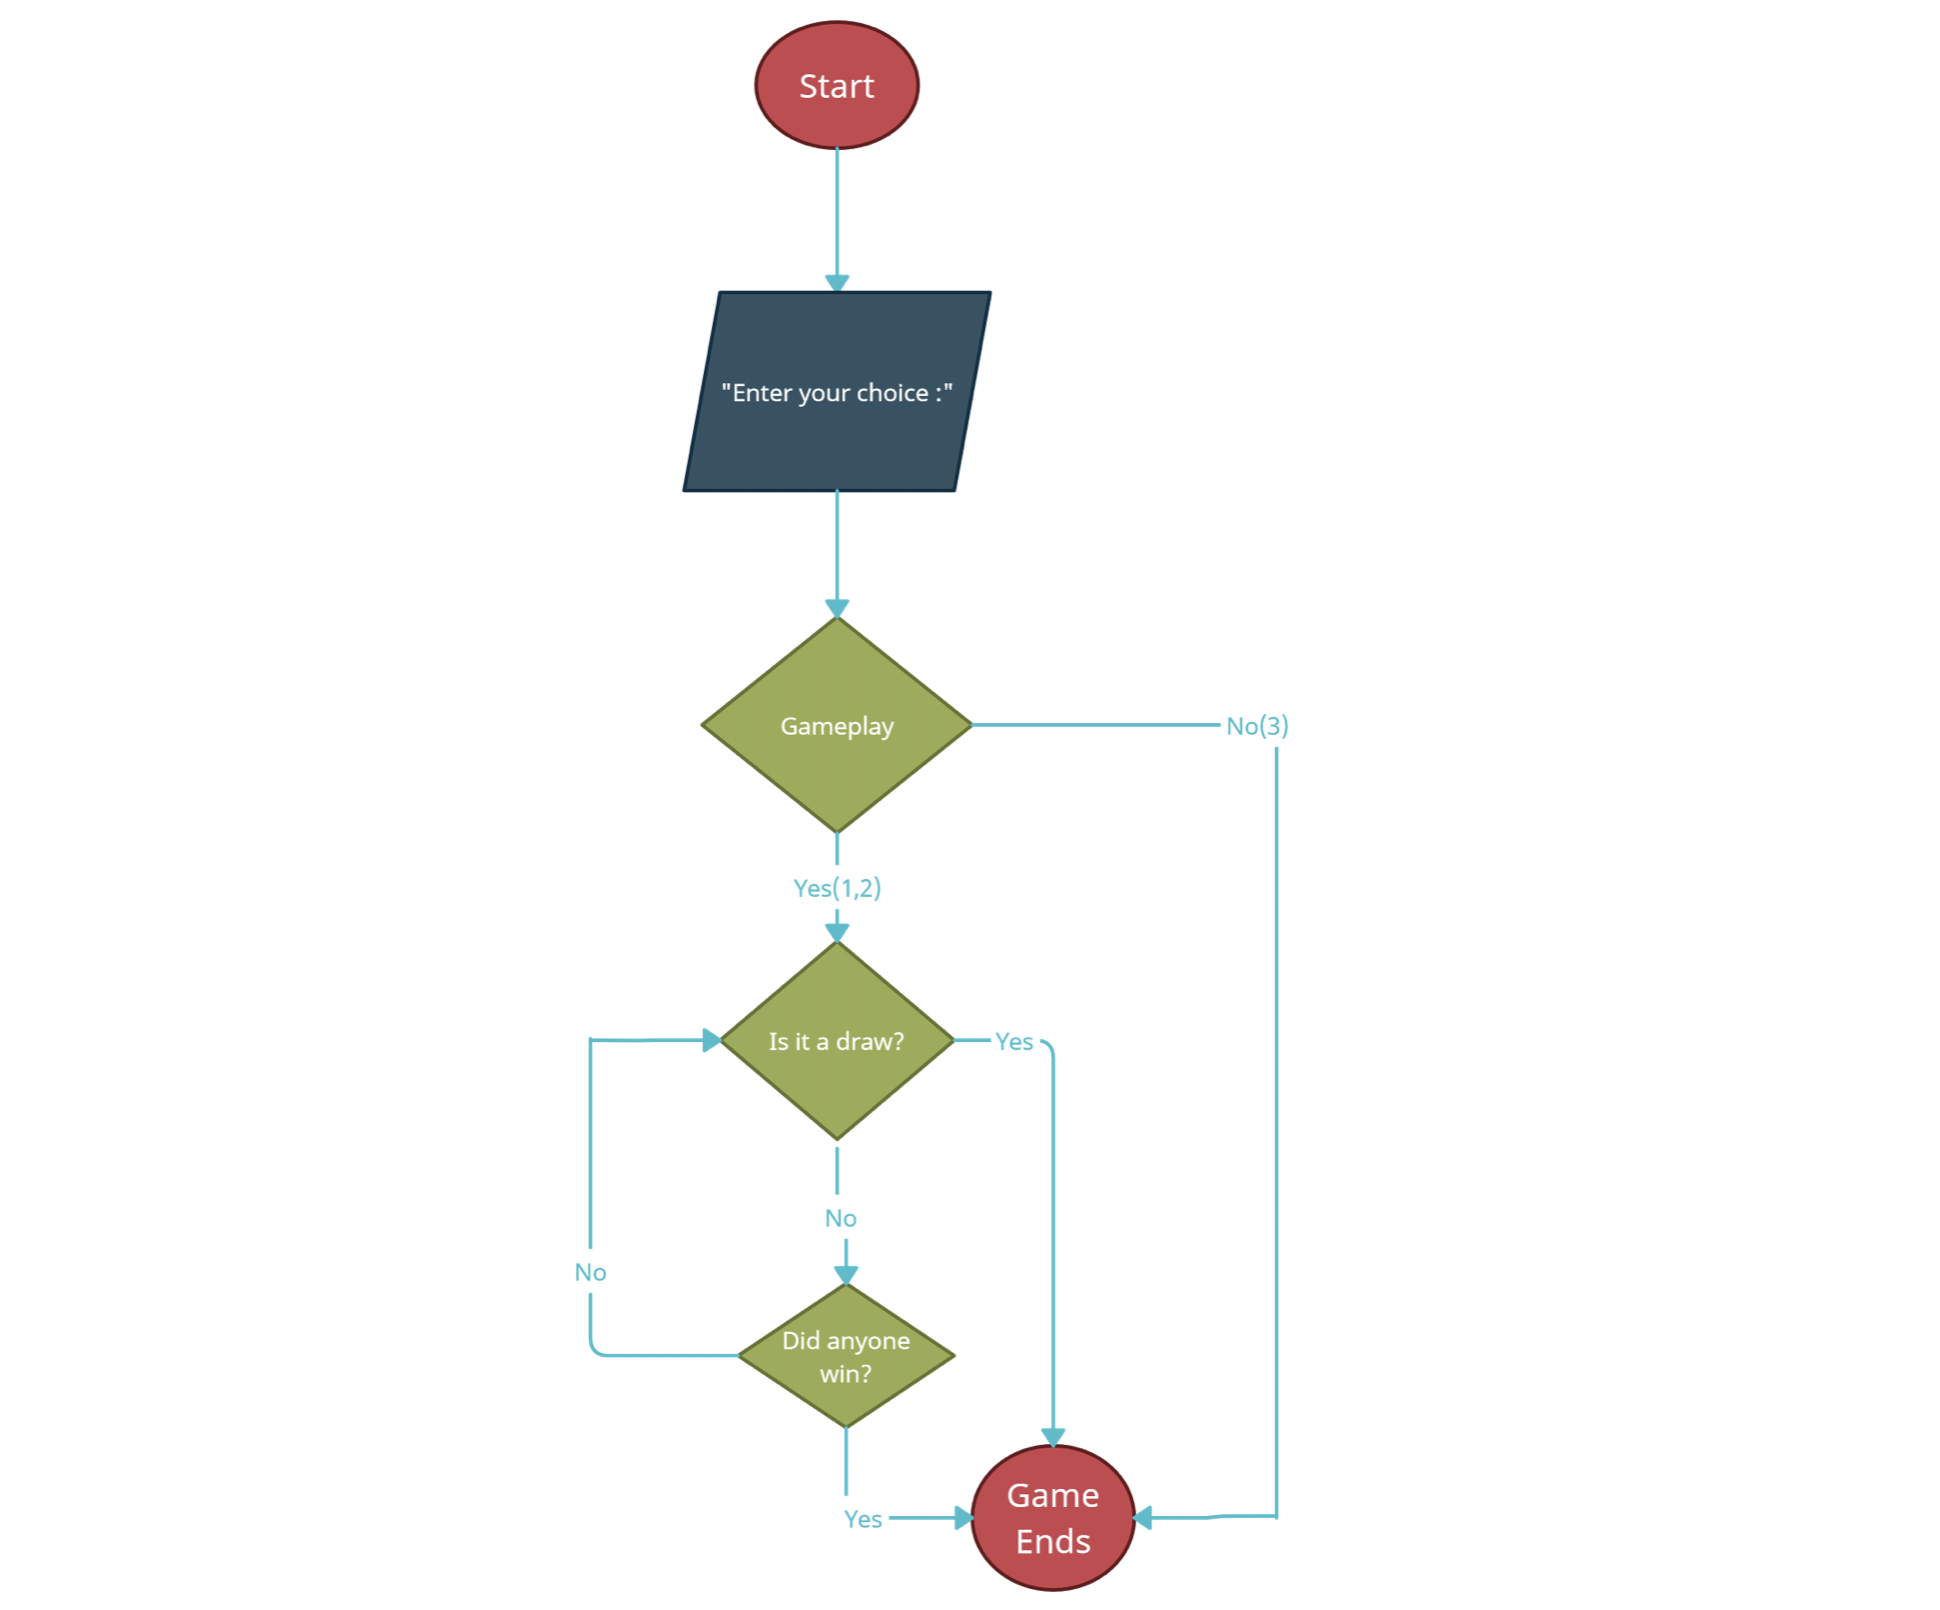 Start
"Enter your choice :"
Gameplay
No(3)
Yes(1,2)
Is it a draw?
Yes
No
No
Did anyone
win?
Yes
Game
Ends